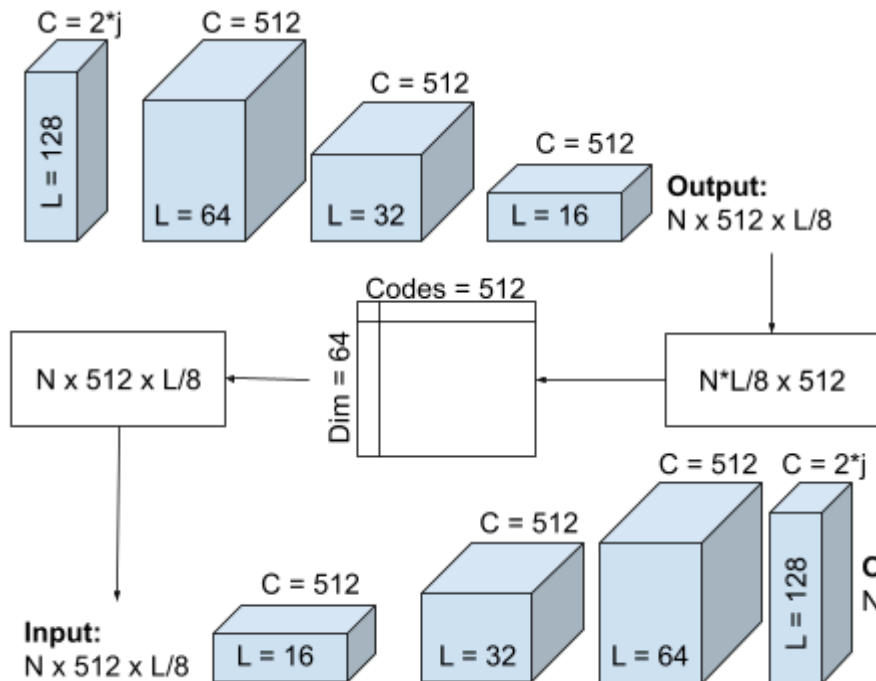 C = 2*j
C = 512
C = 512
C = 512
L = 128
L = 64
L = 32
L = 16
Output:
N x 512 x L/8
Codes = 512
Dim = 64
N x 512 x L/8
N*L/8 x 512
C = 512
C = 2*j
C = 512
C = 512
Input:
N x 512 x L/8
L = 16
L = 32
L = 64
L = 128